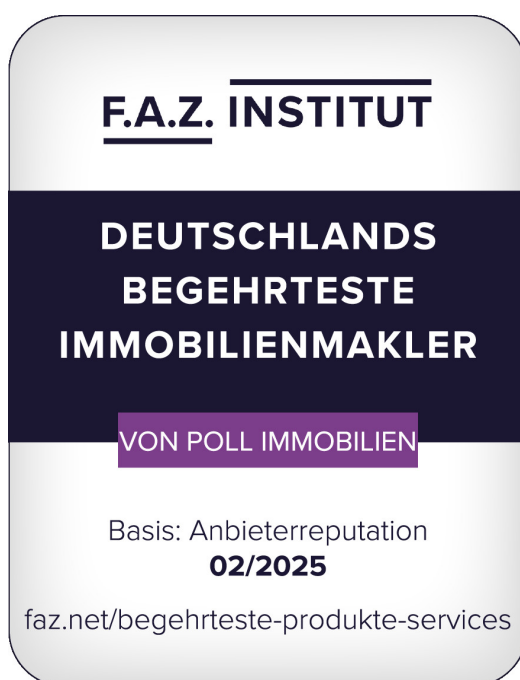 F.A.Z. INSTITUT
DEUTSCHLANDS
BEGEHRTESTE
IMMOBILIENMAKLER
VON POLL IMMOBILIEN
Basis: Anbieterreputation
02/2025
faz.net/begehrteste-produkte-services